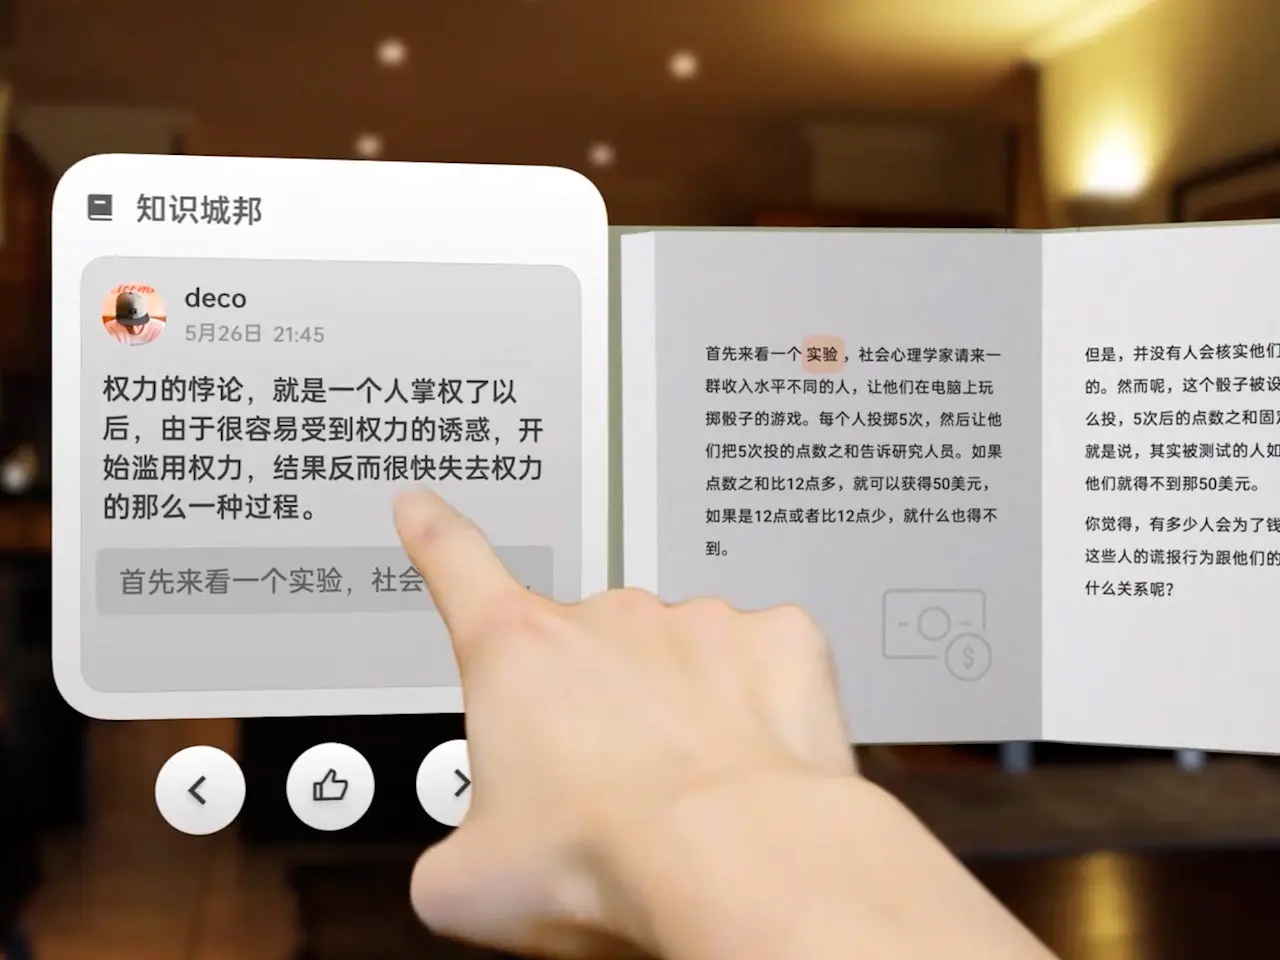 知识城邦
deco
5月26日 21:45
权力的悖论，就是一个人掌权了以
后，由于很容易受到权力的诱惑，开
始滥用权力，结果反而很快失去权力
的那么一种过程。
首先来看一个实验，社会
首先来看一个实验，社会心理学家请来一
群收入水平不同的人，让他们在电脑上玩
掷骰子的游戏。每个人投掷5次，然后让他
们把5次投的点数之和告诉研究人员。如果
点数之和比12点多，就可以获得50美元，
如果是12点或者比12点少，就什么也得不
到。
$
但是，并没有人会核实他们
的。然而呢，这个骰子被设
么投，5次后的点数之和固定
就是说，其实被测试的人如
他们就得不到那50美元。
你觉得，有多少人会为了钱
这些人的谎报行为跟他们的
什么关系呢？